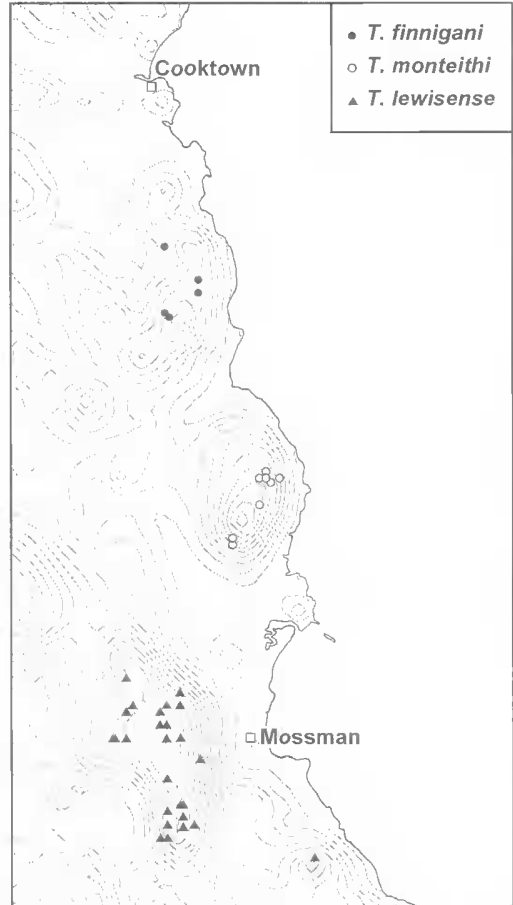 T. finnigani
T. monteithi
T. lewisense
Cooktown
Mossman